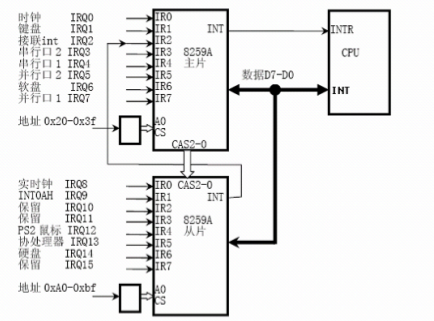 时钟 IRQ0 IR0
键盘 IRQ1 IR1 INT INTR
接联int IRQ2 IR2
串行口 2 IRQ3 IR3 8259A CPU
串行口 1 IRQ4 IR4 主片
并行口 2 IRQ5 IR5 数据D7-D0
软盘 IRQ6 IR6 INT
并行口 1 IRQ7 IR7
地址 0x20-0x3f A0
CS
CAS2-0
实时钟 IRQ8 IR0 CAS2-0
INT0AH IRQ9 IR1 INT
保留 IRQ10 IR2
保留 IRQ11 IR3 8259A
PS2 鼠标 IRQ12 IR4 从片
协处理器 IRQ13 IR5
硬盘 IRQ14 IR6
保留 IRQ15 IR7
地址 0xA0-0xbf A0
CS